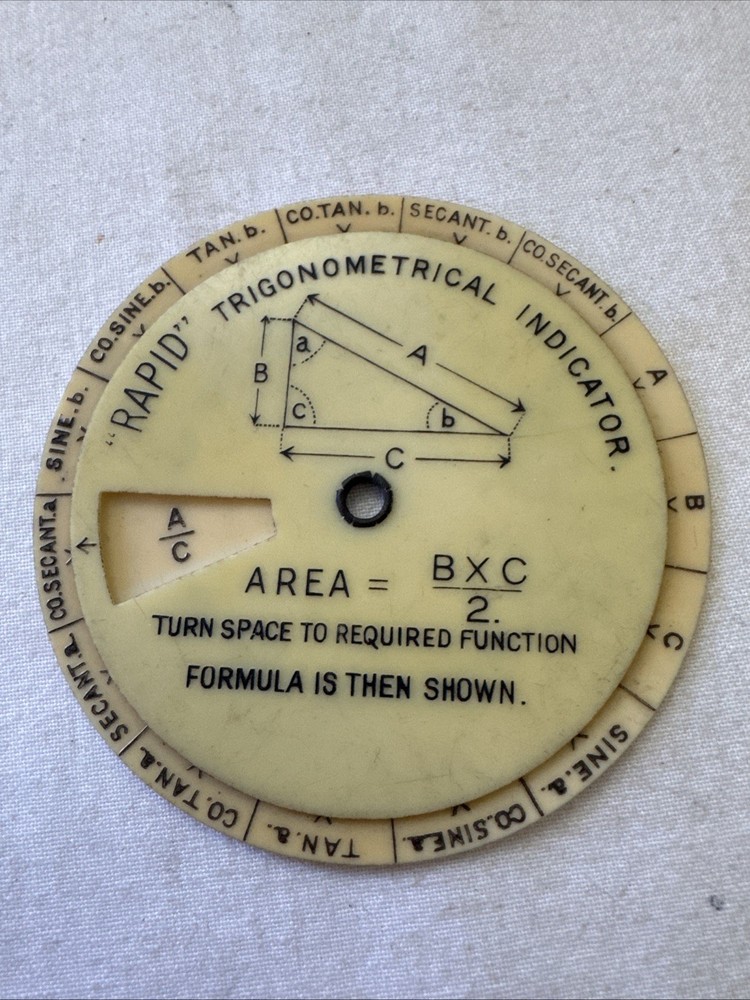 "RAPID" TRIGONOMETRICAL INDICATOR.
a
A
B
c
b
C
A
C
AREA = B X C
2.
TURN SPACE TO REQUIRED FUNCTION
FORMULA IS THEN SHOWN.
SINE. b.
CO.SINE.b.
TAN. b.
CO.TAN. b.
SECANT. b.
CO.SECANT. b.
A
B
C
SINE.a.
CO.SINE.a.
TAN.a.
CO.TAN.a.
SECANT.a.
CO.SECANT.a